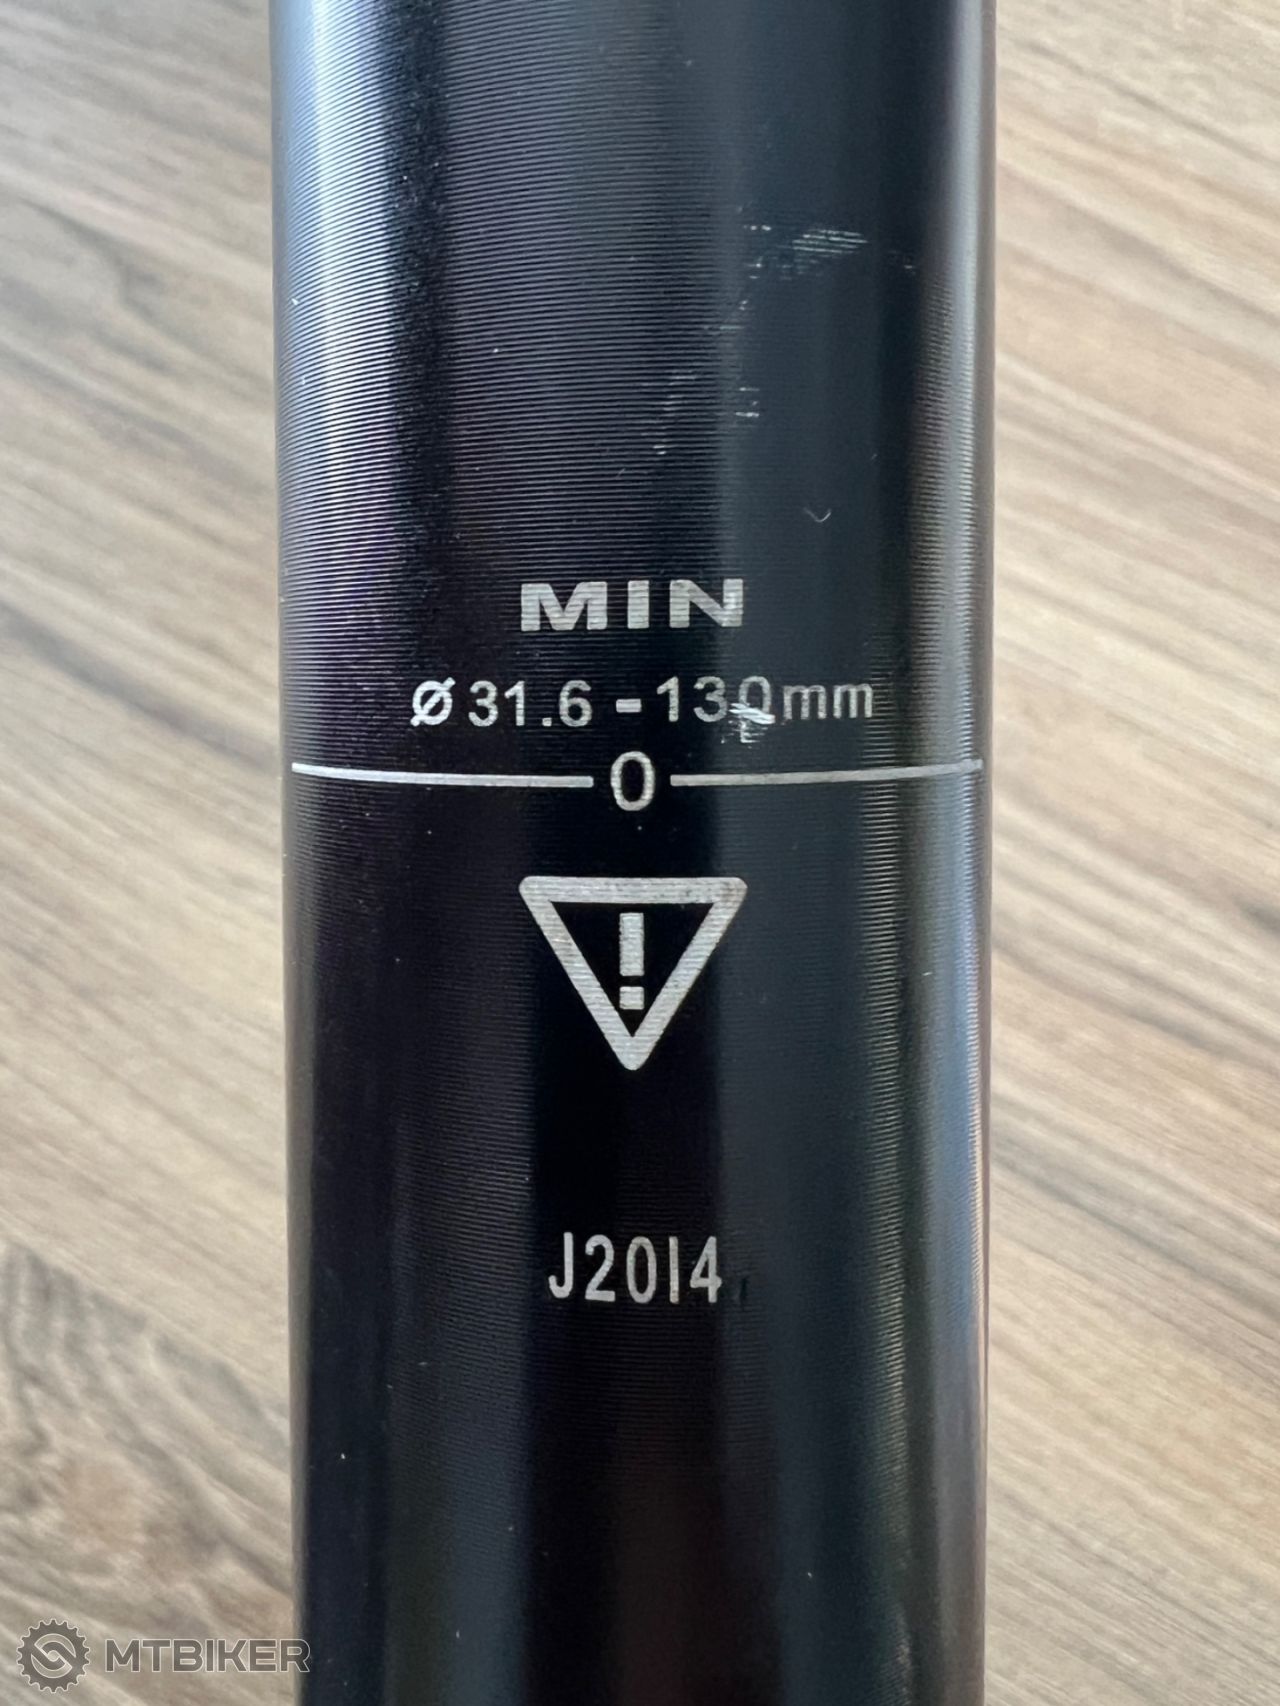 MIN
Ø31.6-130mm
0
!
J2014
MTBIKER